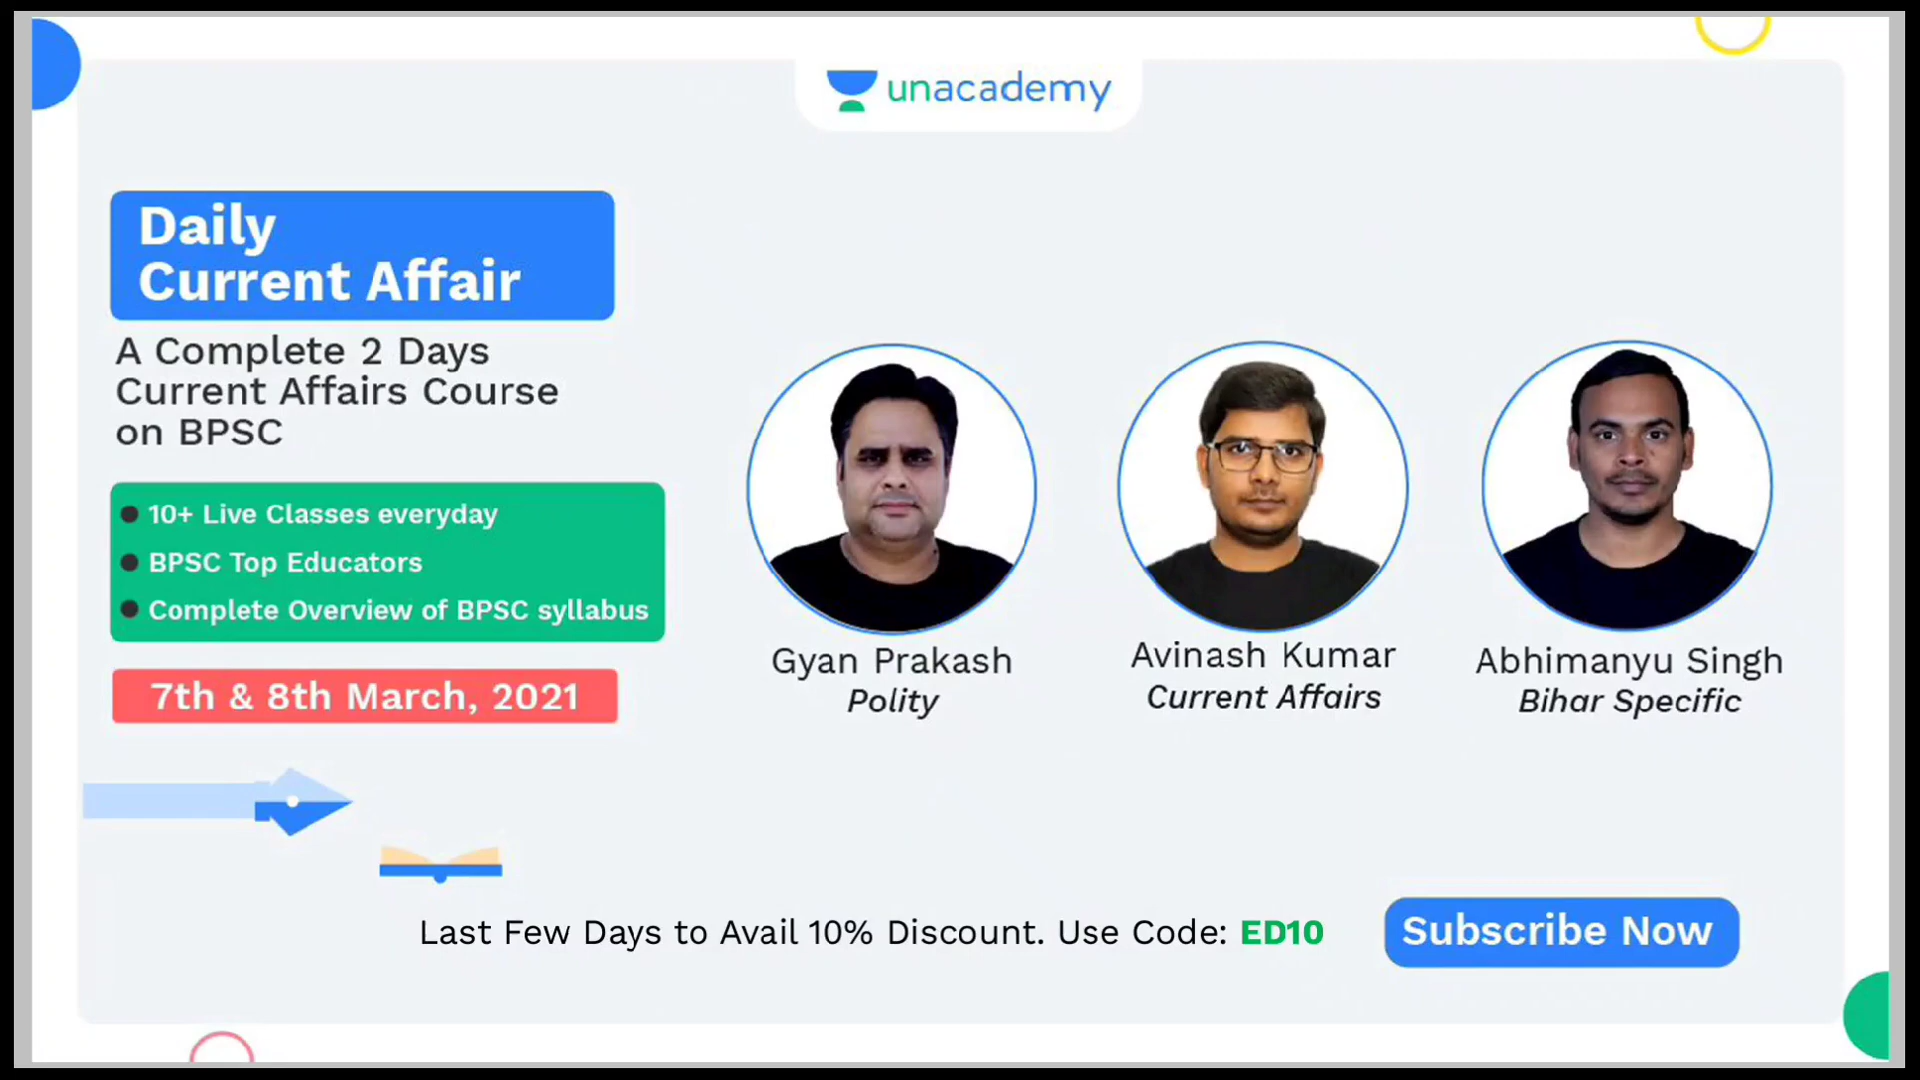 unacademy
Daily
Current Affair
A Complete 2 Days
Current Affairs Course
on BPSC
10+ Live Classes everyday
BPSC Top Educators
Complete Overview of BPSC syllabus
7th & 8th March, 2021
Gyan Prakash
Polity
Avinash Kumar
Current Affairs
Abhimanyu Singh
Bihar Specific
Last Few Days to Avail 10% Discount. Use Code: ED10
Subscribe Now